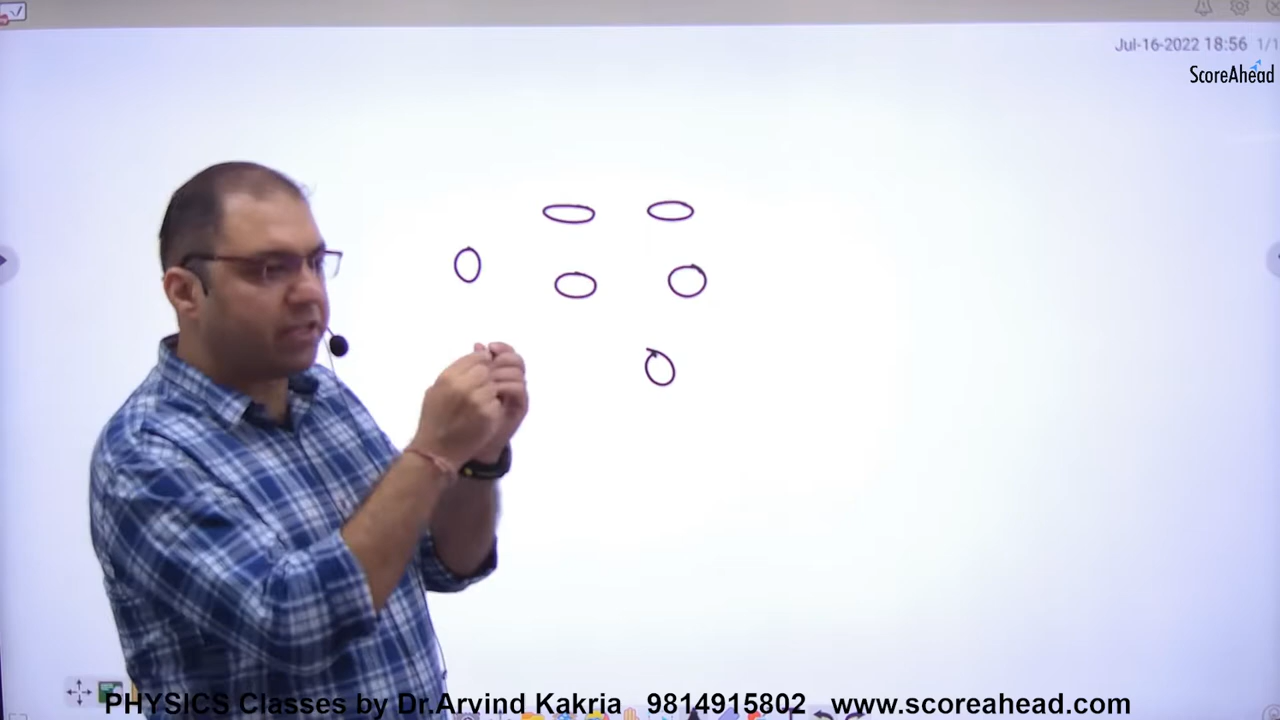 Jul-16-2022 18:56 1/1
ScoreAhead
PHYSICS Classes by Dr.Arvind Kakria 9814915802 www.scoreahead.com